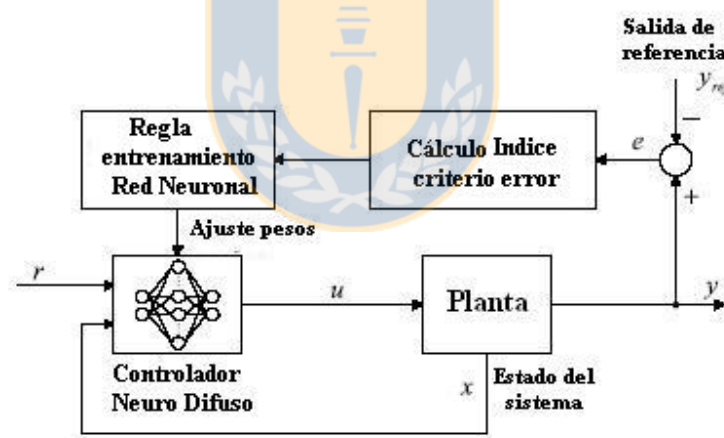 Salida de
referencia
y_re
Regla
entrenamiento
Red Neuronal
Cálculo Indice
criterio error
e
−
+
Ajuste pesos
r
u
Planta
y
Controlador
Neuro Difuso
x
Estado del
sistema